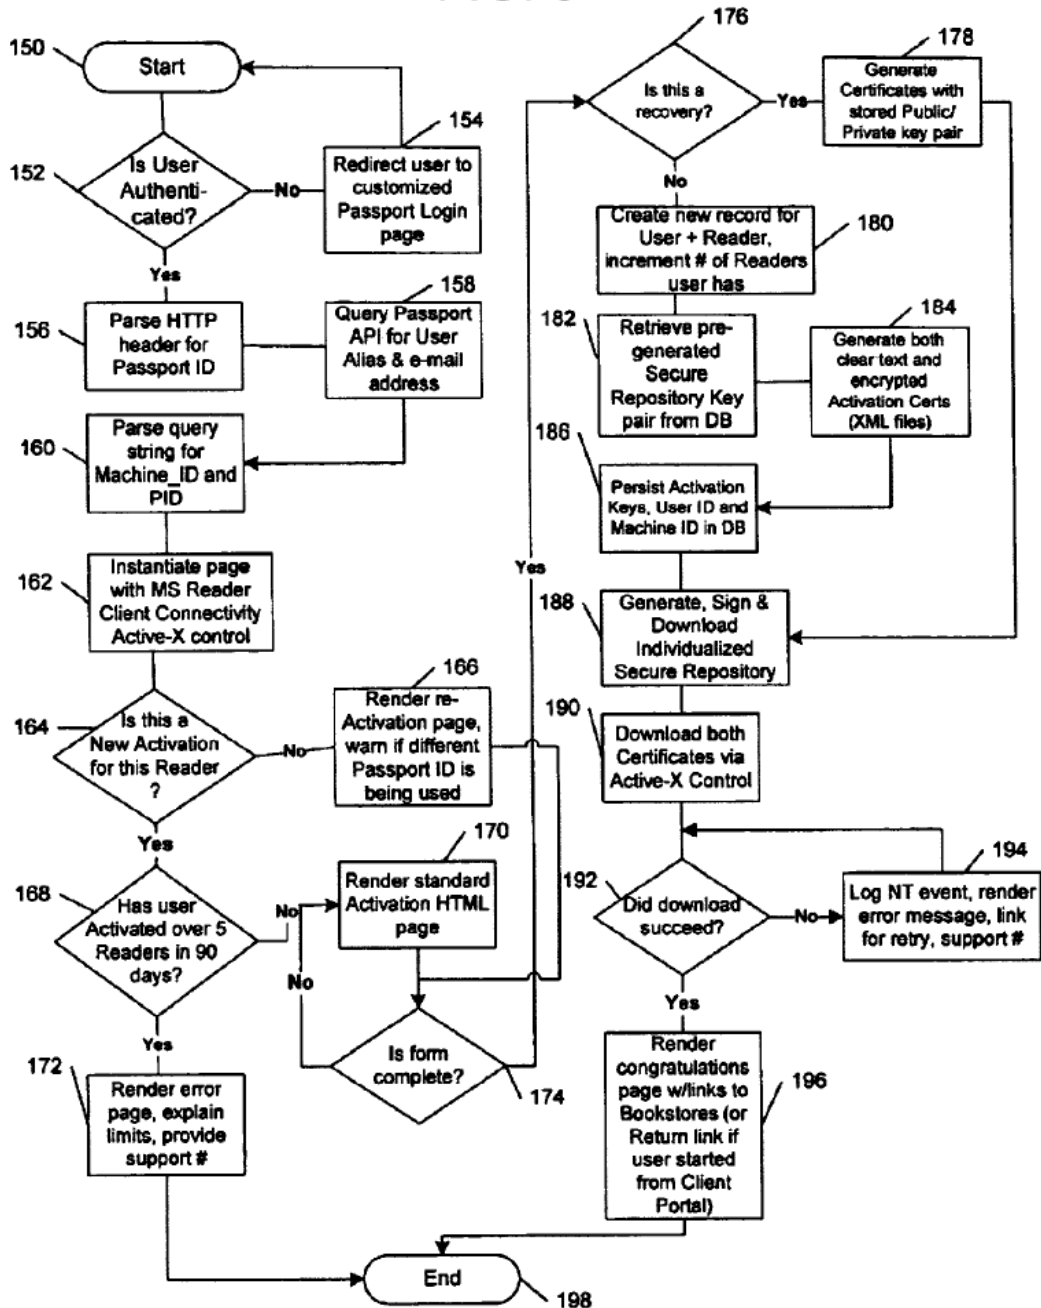 150
Start
152
Is User
Authenti-
cated?
No
154
Redirect user to
customized
Passport Login
page
Yes
156
Parse HTTP
header for
Passport ID
158
Query Passport
API for User
Alias & e-mail
address
160
Parse query
string for
Machine_ID and
PID
162
Instantiate page
with MS Reader
Client Connectivity
Active-X control
164
Is this a
New Activation
for this Reader
?
No
166
Render re-
Activation page,
warn if different
Passport ID is
being used
Yes
168
Has user
Activated over 5
Readers in 90
days?
No
170
Render standard
Activation HTML
page
No
Yes
172
Render error
page, explain
limits, provide
support #
Is form
complete?
174
Yes
176
Is this a
recovery?
Yes
178
Generate
Certificates with
stored Public/
Private key pair
No
180
Create new record for
User + Reader,
increment # of Readers
user has
182
Retrieve pre-
generated
Secure
Repository Key
pair from DB
184
Generate both
clear text and
encrypted
Activation Certs
(XML files)
186
Persist Activation
Keys, User ID and
Machine ID in DB
188
Generate, Sign &
Download
Individualized
Secure Repository
190
Download both
Certificates via
Active-X Control
192
Did download
succeed?
No
194
Log NT event, render
error message, link
for retry, support #
Yes
196
Render
congratulations
page w/links to
Bookstores (or
Return link if
user started
from Client
Portal)
End
198